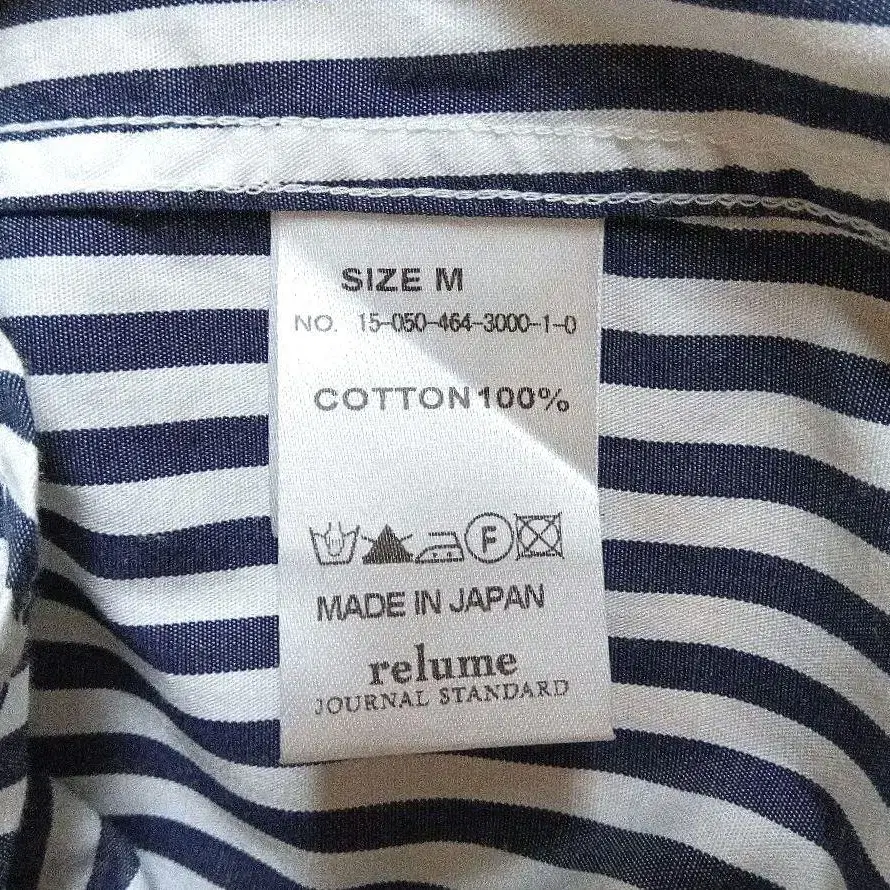 SIZE M
NO. 15-050-464-3000-1-0
COTTON 100%
F
MADE IN JAPAN
relume
JOURNAL STANDARD